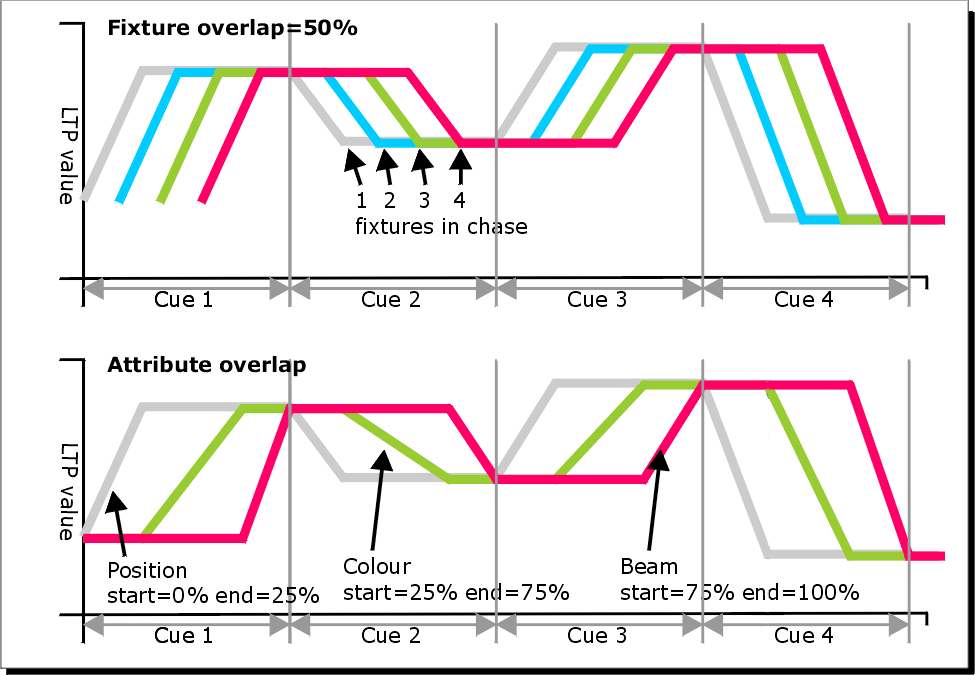 Fixture overlap=50%
LTP value
1 2 3 4
fixtures in chase
Cue 1 Cue 2 Cue 3 Cue 4
Attribute overlap
LTP value
Position
start=0% end=25%
Colour
start=25% end=75%
Beam
start=75% end=100%
Cue 1 Cue 2 Cue 3 Cue 4